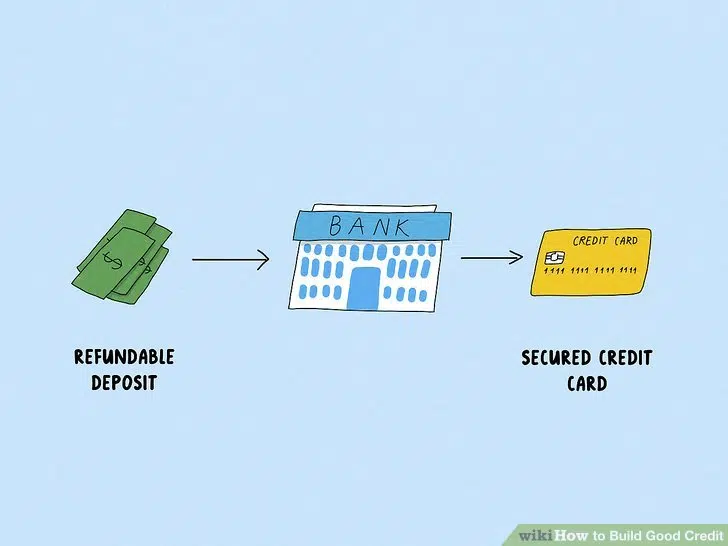 BANK
CREDIT CARD
$
1111 1111 1111 1111
REFUNDABLE
DEPOSIT
SECURED CREDIT
CARD
wikiHow to Build Good Credit